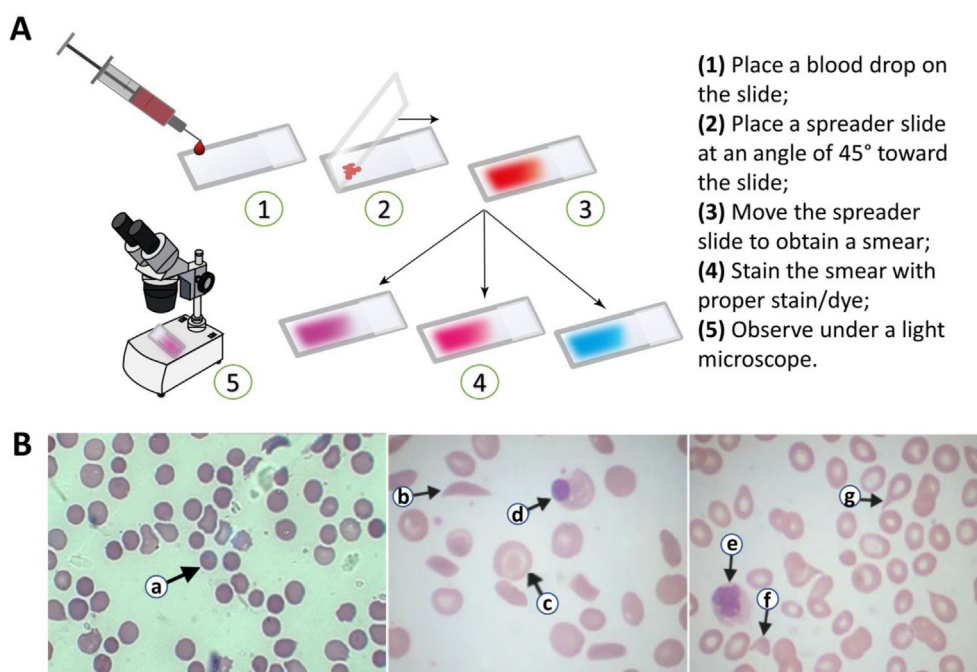 A
1
2
3
4
5
(1) Place a blood drop on
the slide;
(2) Place a spreader slide
at an angle of 45° toward
the slide;
(3) Move the spreader
slide to obtain a smear;
(4) Stain the smear with
proper stain/dye;
(5) Observe under a light
microscope.
B
a
b
d
c
e
f
g